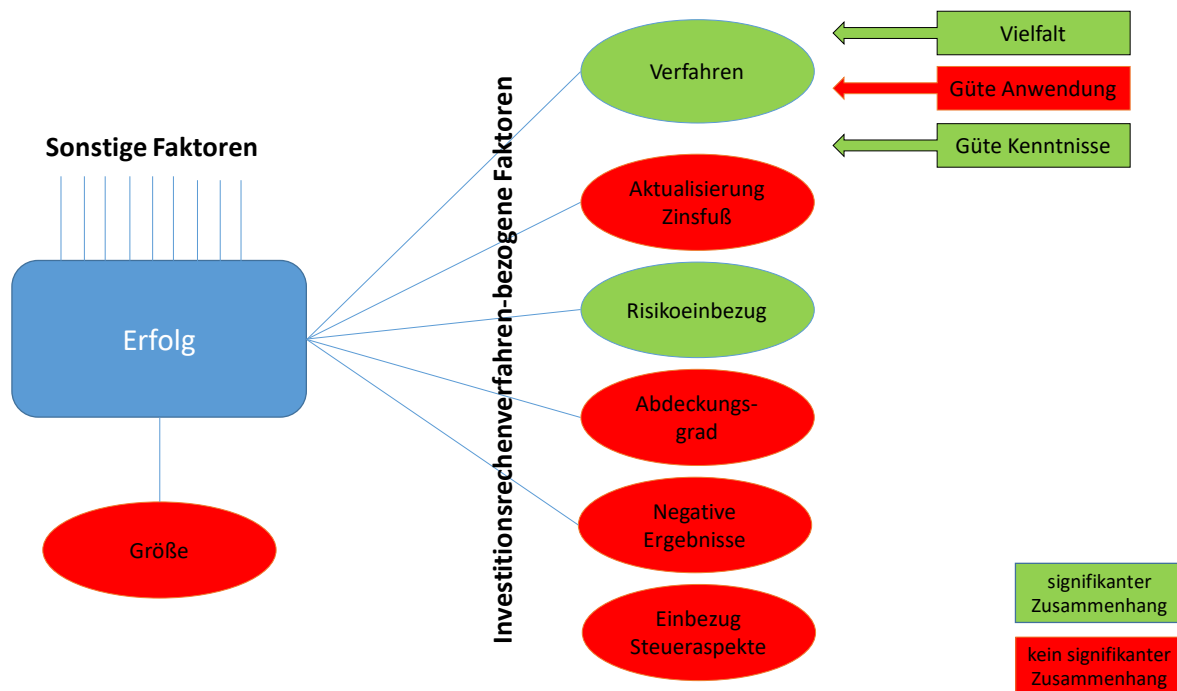 Sonstige Faktoren
Erfolg
Größe
Investitionsrechenverfahren-bezogene Faktoren
Verfahren
Aktualisierung
Zinsfuß
Risikoeinbezug
Abdeckungs-
grad
Negative
Ergebnisse
Einbezug
Steueraspekte
Vielfalt
Güte Anwendung
Güte Kenntnisse
signifikanter
Zusammenhang
kein signifikanter
Zusammenhang